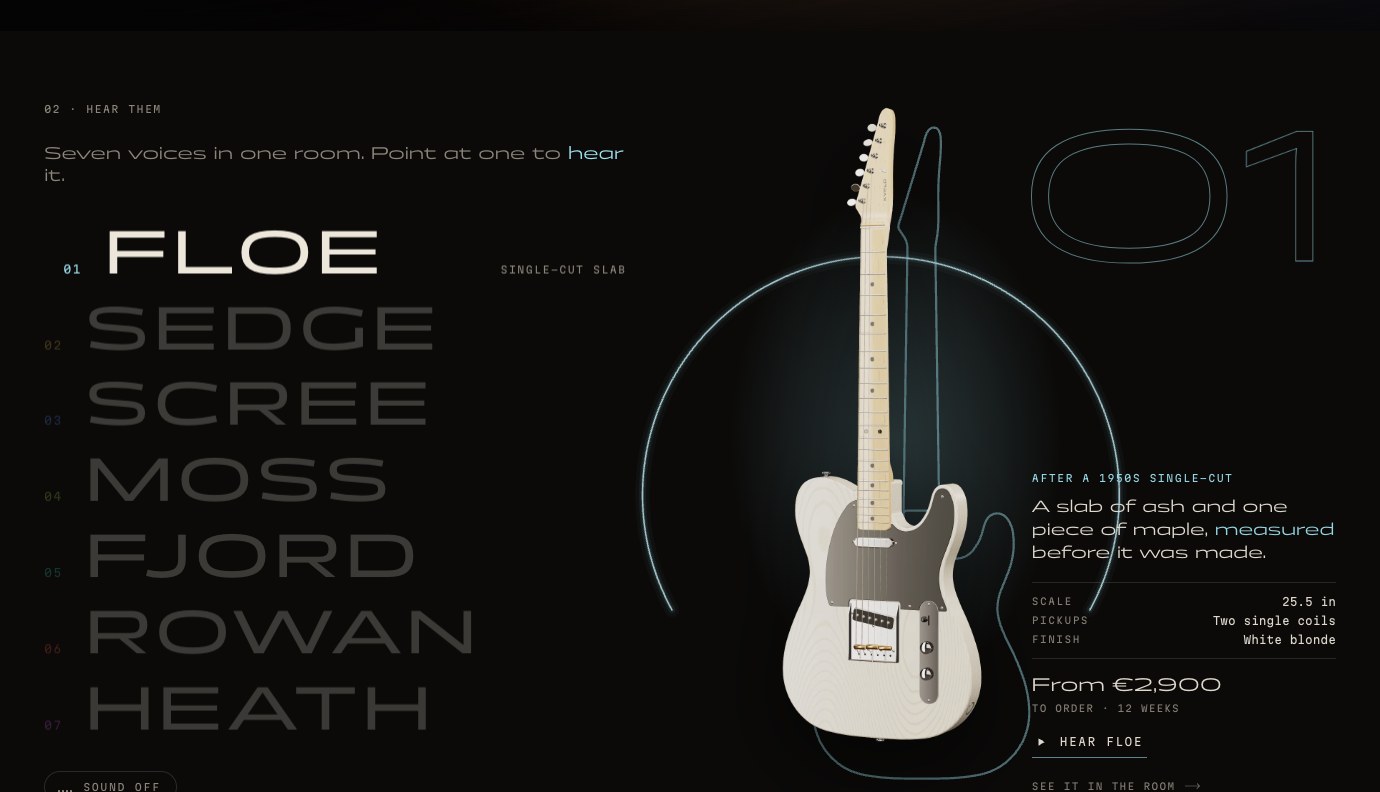 02 · HEAR THEM
Seven voices in one room. Point at one to hear
it.
01 FLOE SINGLE-CUT SLAB
02 SEDGE
03 SCREE
04 MOSS
05 FJORD
06 ROWAN
07 HEATH
SOUND OFF
01
AFTER A 1950S SINGLE-CUT
A slab of ash and one
piece of maple, measured
before it was made.
SCALE 25.5 in
PICKUPS Two single coils
FINISH White blonde
From €2,900
TO ORDER · 12 WEEKS
HEAR FLOE
SEE IT IN THE ROOM →